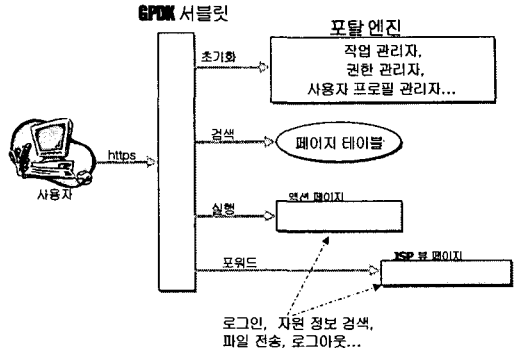 GPDK 서블릿
포탈 엔진
초기화
작업 관리자,
권한 관리자,
사용자 프로필 관리자...
검색
페이지 테이블
https
사용자
실행
액션 페이지
포워드
JSP 뷰 페이지
로그인, 자원 정보 검색,
파일 전송, 로그아웃...